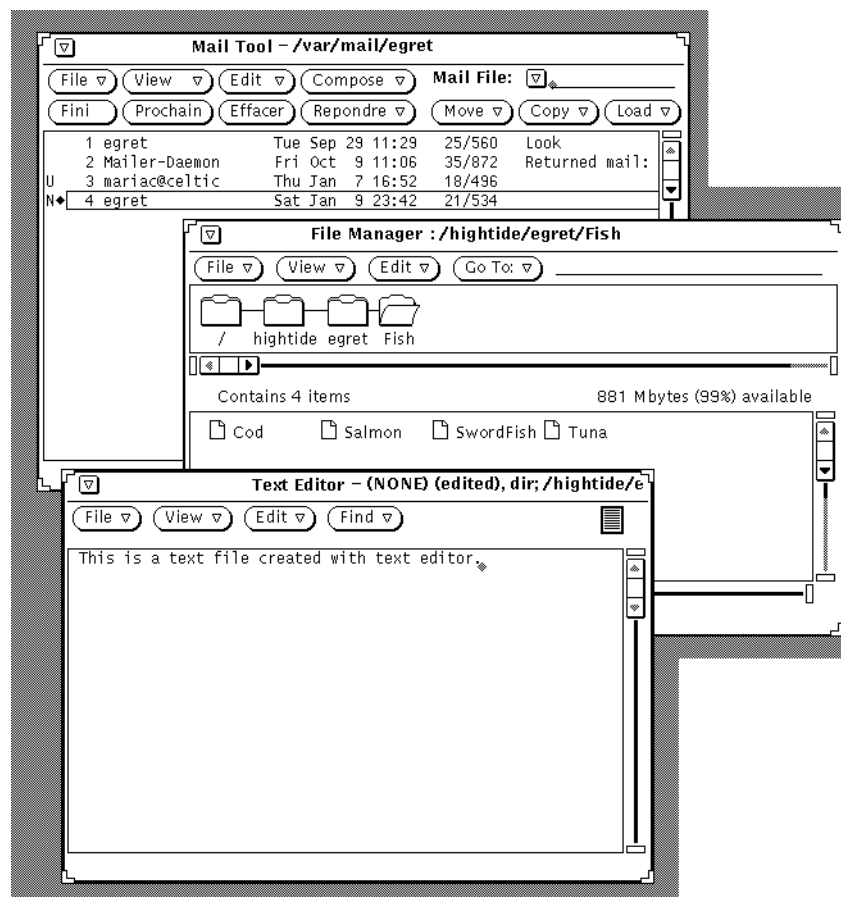 Mail Tool – /var/mail/egret
File View Edit Compose Mail File:
Fini Prochain Effacer Repondre Move Copy Load
1 egret Tue Sep 29 11:29 25/560 Look
2 Mailer-Daemon Fri Oct 9 11:06 35/872 Returned mail:
U 3 mariac@celtic Thu Jan 7 16:52 18/496
N◆ 4 egret Sat Jan 9 23:42 21/534
File Manager : /hightide/egret/Fish
File View Edit Go To:
/ hightide egret Fish
Contains 4 items 881 Mbytes (99%) available
Cod Salmon SwordFish Tuna
Text Editor – (NONE) (edited), dir; /hightide/e
File View Edit Find
This is a text file created with text editor.